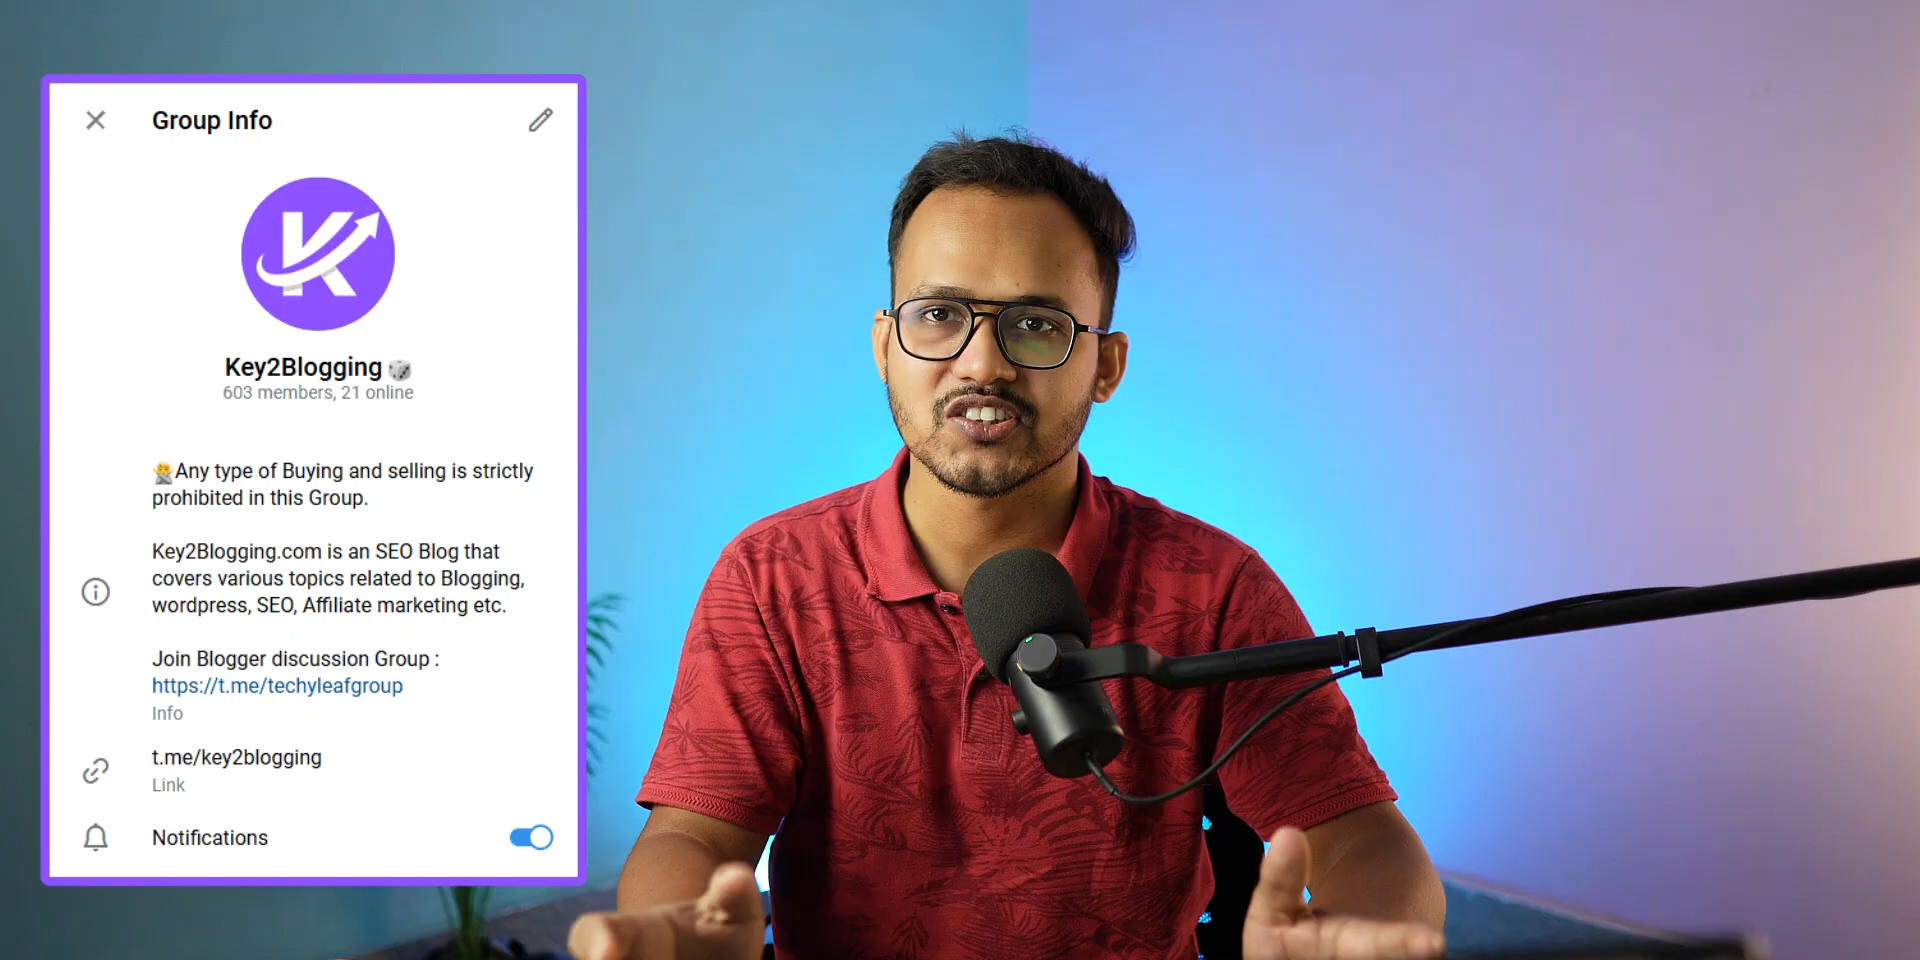 Group Info
K
Key2Blogging 🎲
603 members, 21 online
🙅Any type of Buying and selling is strictly
prohibited in this Group.
Key2Blogging.com is an SEO Blog that
covers various topics related to Blogging,
wordpress, SEO, Affiliate marketing etc.
Join Blogger discussion Group :
https://t.me/techyleafgroup
Info
t.me/key2blogging
Link
Notifications